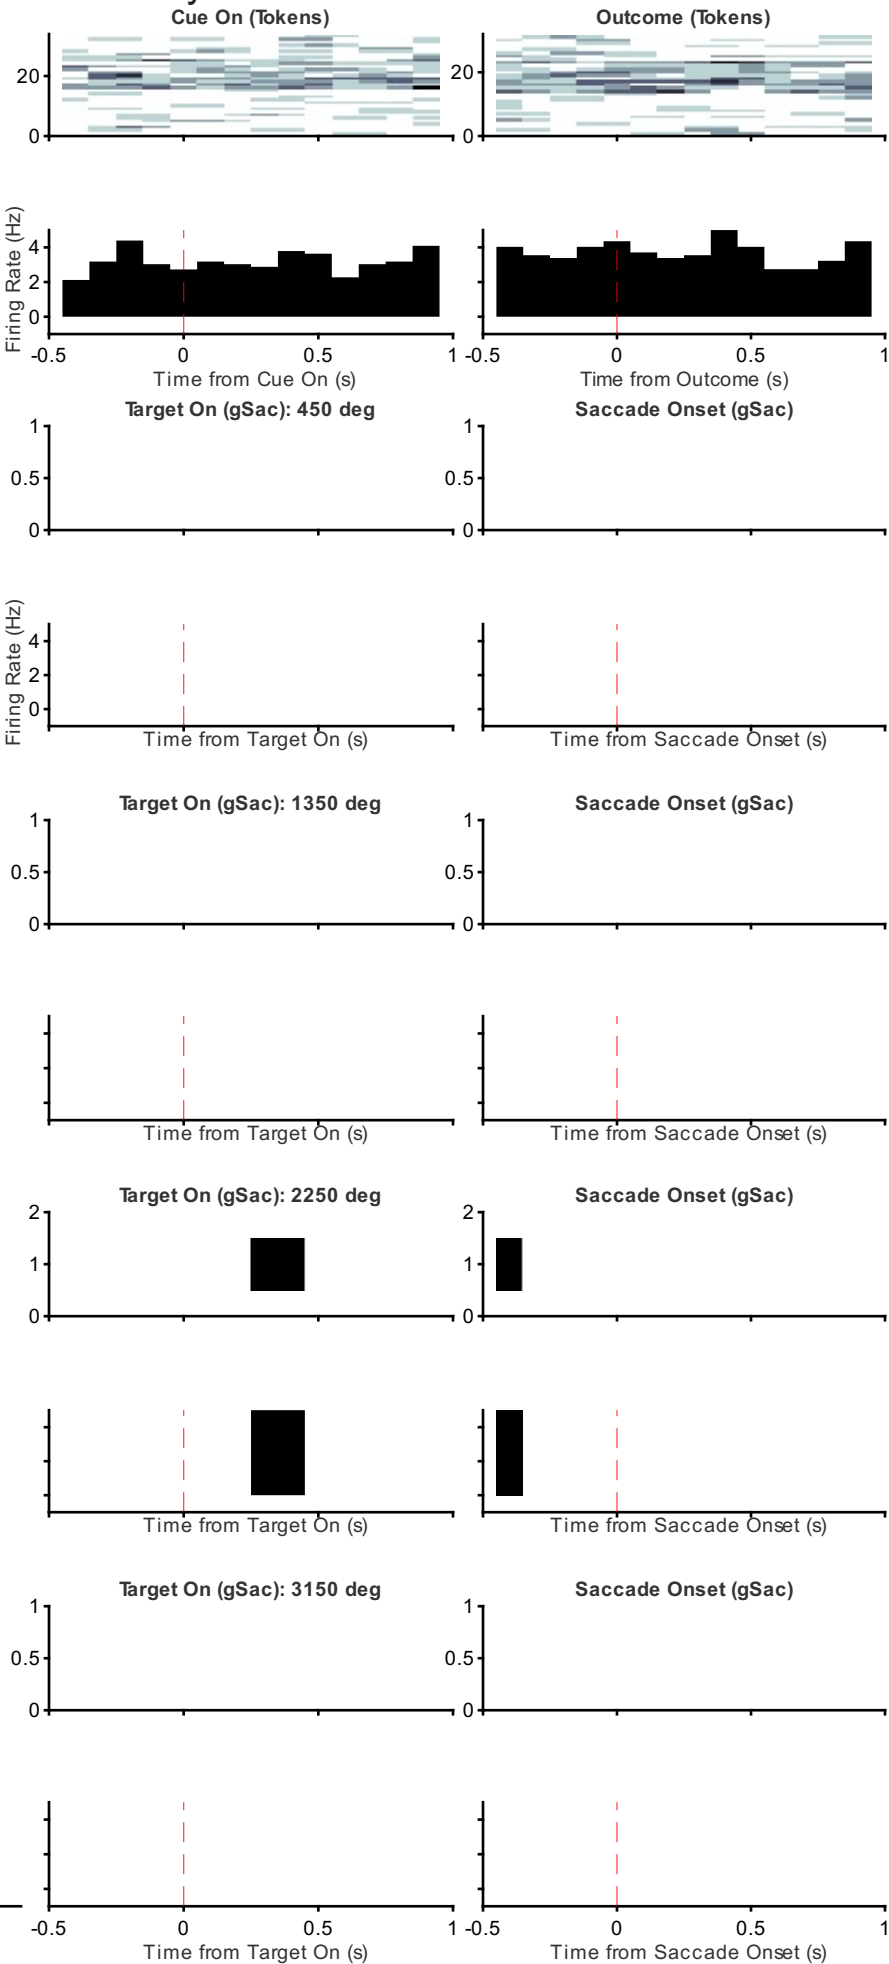 Cue On (Tokens) Outcome (Tokens)
20 20
0 0
Firing Rate (Hz)
4
2
0
-0.5 0 0.5 1 -0.5 0 0.5 1
Time from Cue On (s) Time from Outcome (s)
Target On (gSac): 450 deg Saccade Onset (gSac)
1 1
0.5 0.5
0 0
Firing Rate (Hz)
4
2
0
Time from Target On (s) Time from Saccade Onset (s)
Target On (gSac): 1350 deg Saccade Onset (gSac)
1 1
0.5 0.5
0 0
Time from Target On (s) Time from Saccade Onset (s)
Target On (gSac): 2250 deg Saccade Onset (gSac)
2 2
1 1
0 0
Time from Target On (s) Time from Saccade Onset (s)
Target On (gSac): 3150 deg Saccade Onset (gSac)
1 1
0.5 0.5
0 0
-0.5 0 0.5 1 -0.5 0 0.5 1
Time from Target On (s) Time from Saccade Onset (s)